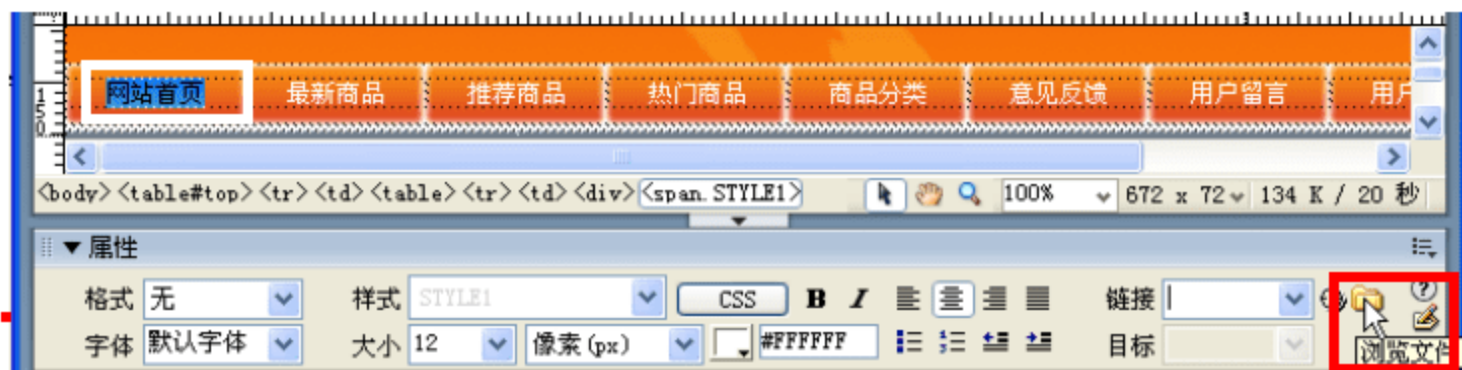 网站首页 最新商品 推荐商品 热门商品 商品分类 意见反馈 用户留言 用户
<body> <table#top> <tr> <td> <table> <tr> <td> <div> <span.STYLE1> 100% 672 x 72 134 K / 20 秒
属性
格式 无 样式 STYLE1 CSS B I 链接
字体 默认字体 大小 12 像素(px) #FFFFFF 目标
浏览文件